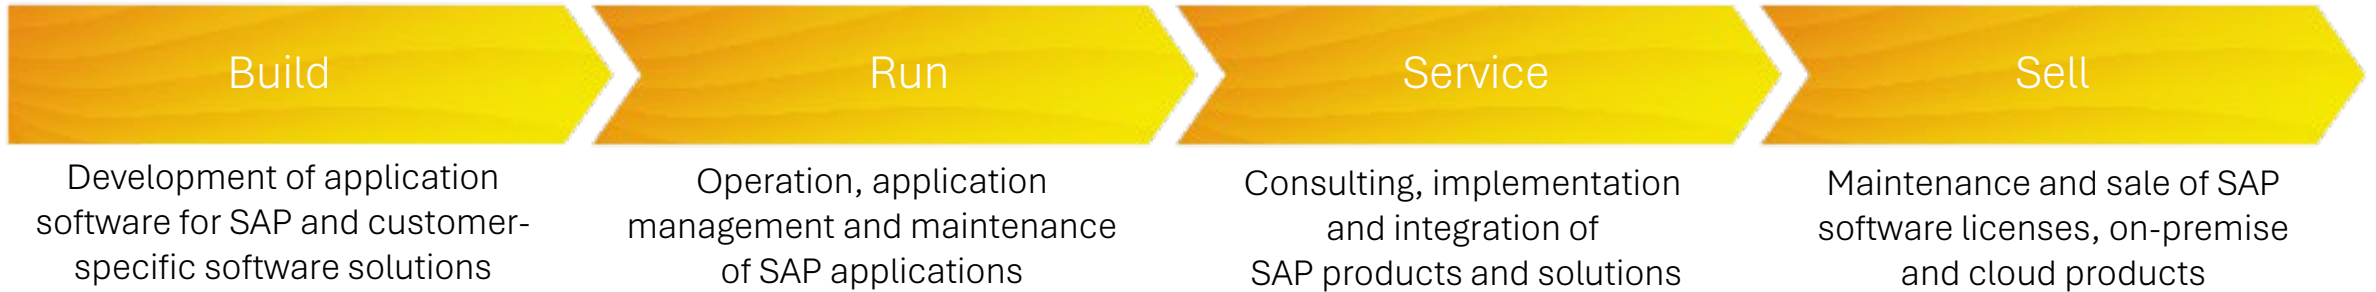 Build
Development of application
software for SAP and customer-
specific software solutions
Run
Operation, application
management and maintenance
of SAP applications
Service
Consulting, implementation
and integration of
SAP products and solutions
Sell
Maintenance and sale of SAP
software licenses, on-premise
and cloud products